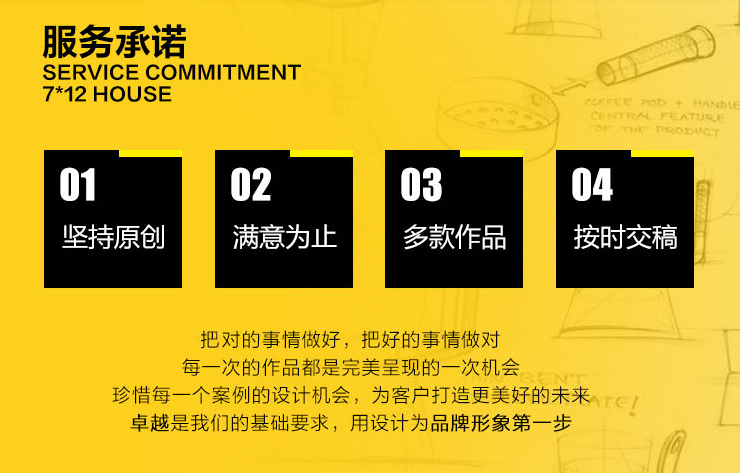 服务承诺
SERVICE COMMITMENT
7*12 HOUSE
COFFEE POD + HANDLE
CENTRAL FEATURE
OF THE PRODUCT.
01
坚持原创
02
满意为止
03
多款作品
04
按时交稿
把对的事情做好，把好的事情做对
每一次的作品都是完美呈现的一次机会
珍惜每一个案例的设计机会，为客户打造更美好的未来
卓越是我们的基础要求，用设计为品牌形象第一步